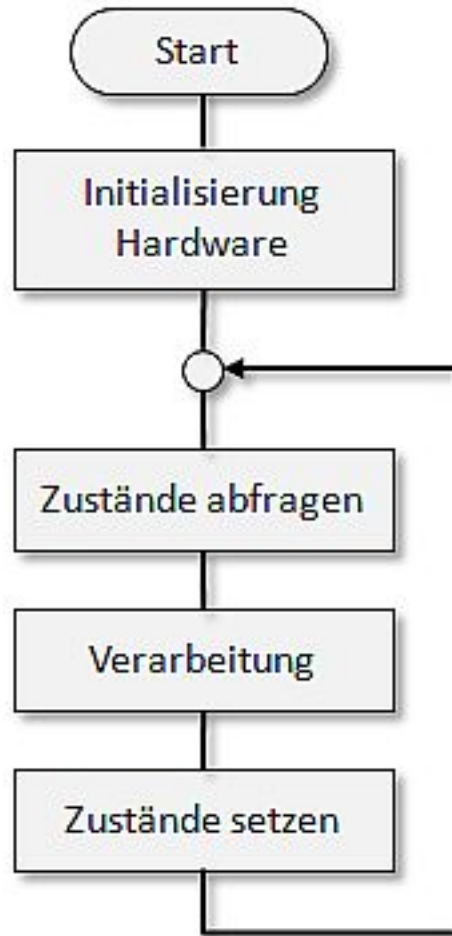 Start
Initialisierung
Hardware
Zustände abfragen
Verarbeitung
Zustände setzen